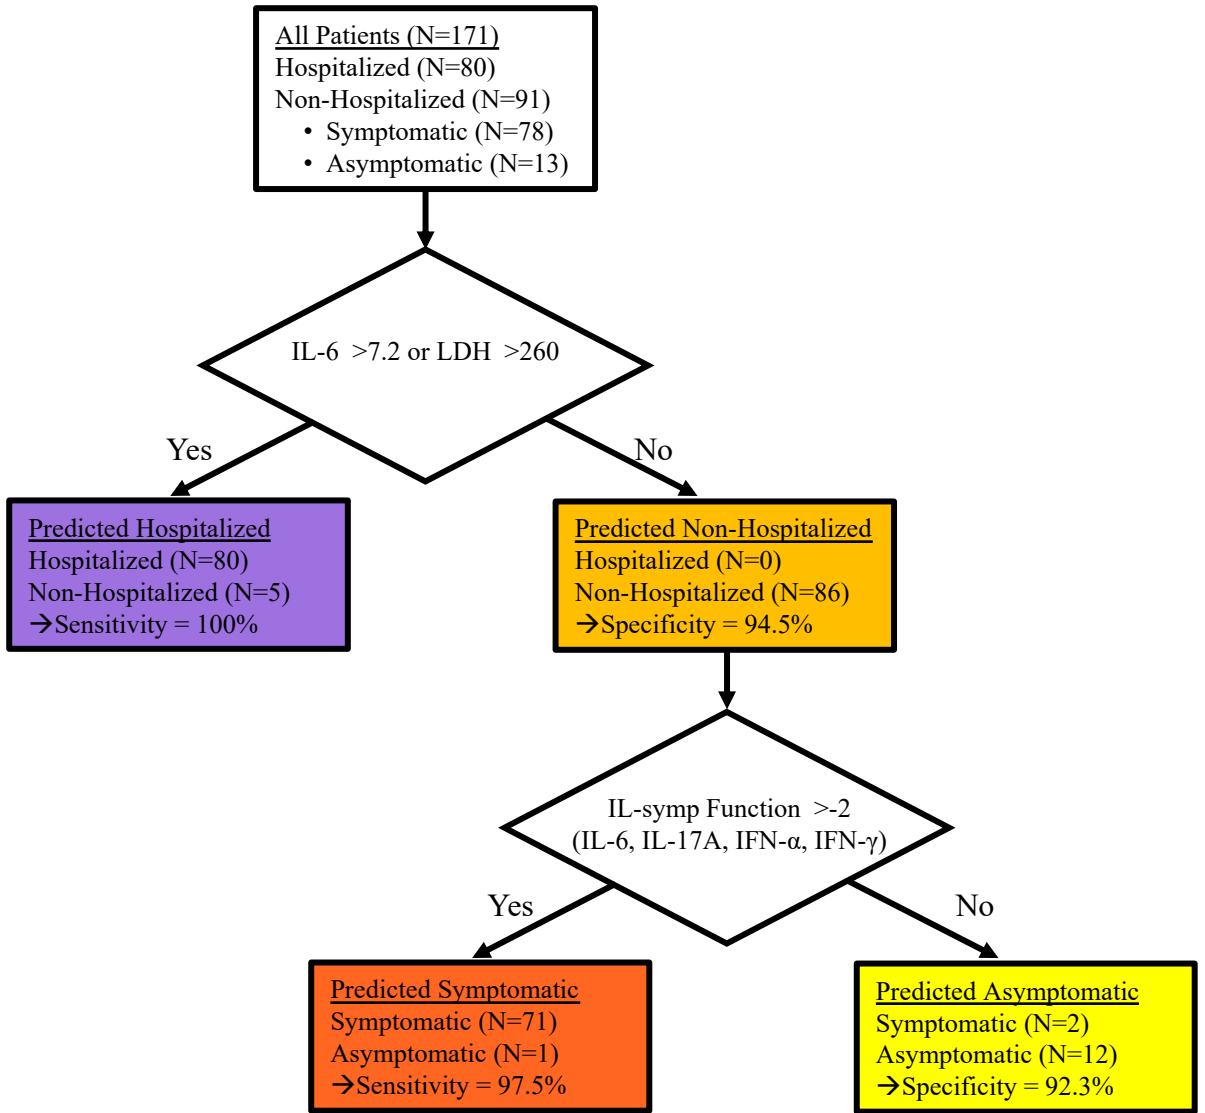 All Patients (N=171)
Hospitalized (N=80)
Non-Hospitalized (N=91)
• Symptomatic (N=78)
• Asymptomatic (N=13)
IL-6 >7.2 or LDH >260
Yes
No
Predicted Hospitalized
Hospitalized (N=80)
Non-Hospitalized (N=5)
→Sensitivity = 100%
Predicted Non-Hospitalized
Hospitalized (N=0)
Non-Hospitalized (N=86)
→Specificity = 94.5%
IL-symp Function >-2
(IL-6, IL-17A, IFN-α, IFN-γ)
Yes
No
Predicted Symptomatic
Symptomatic (N=71)
Asymptomatic (N=1)
→Sensitivity = 97.5%
Predicted Asymptomatic
Symptomatic (N=2)
Asymptomatic (N=12)
→Specificity = 92.3%